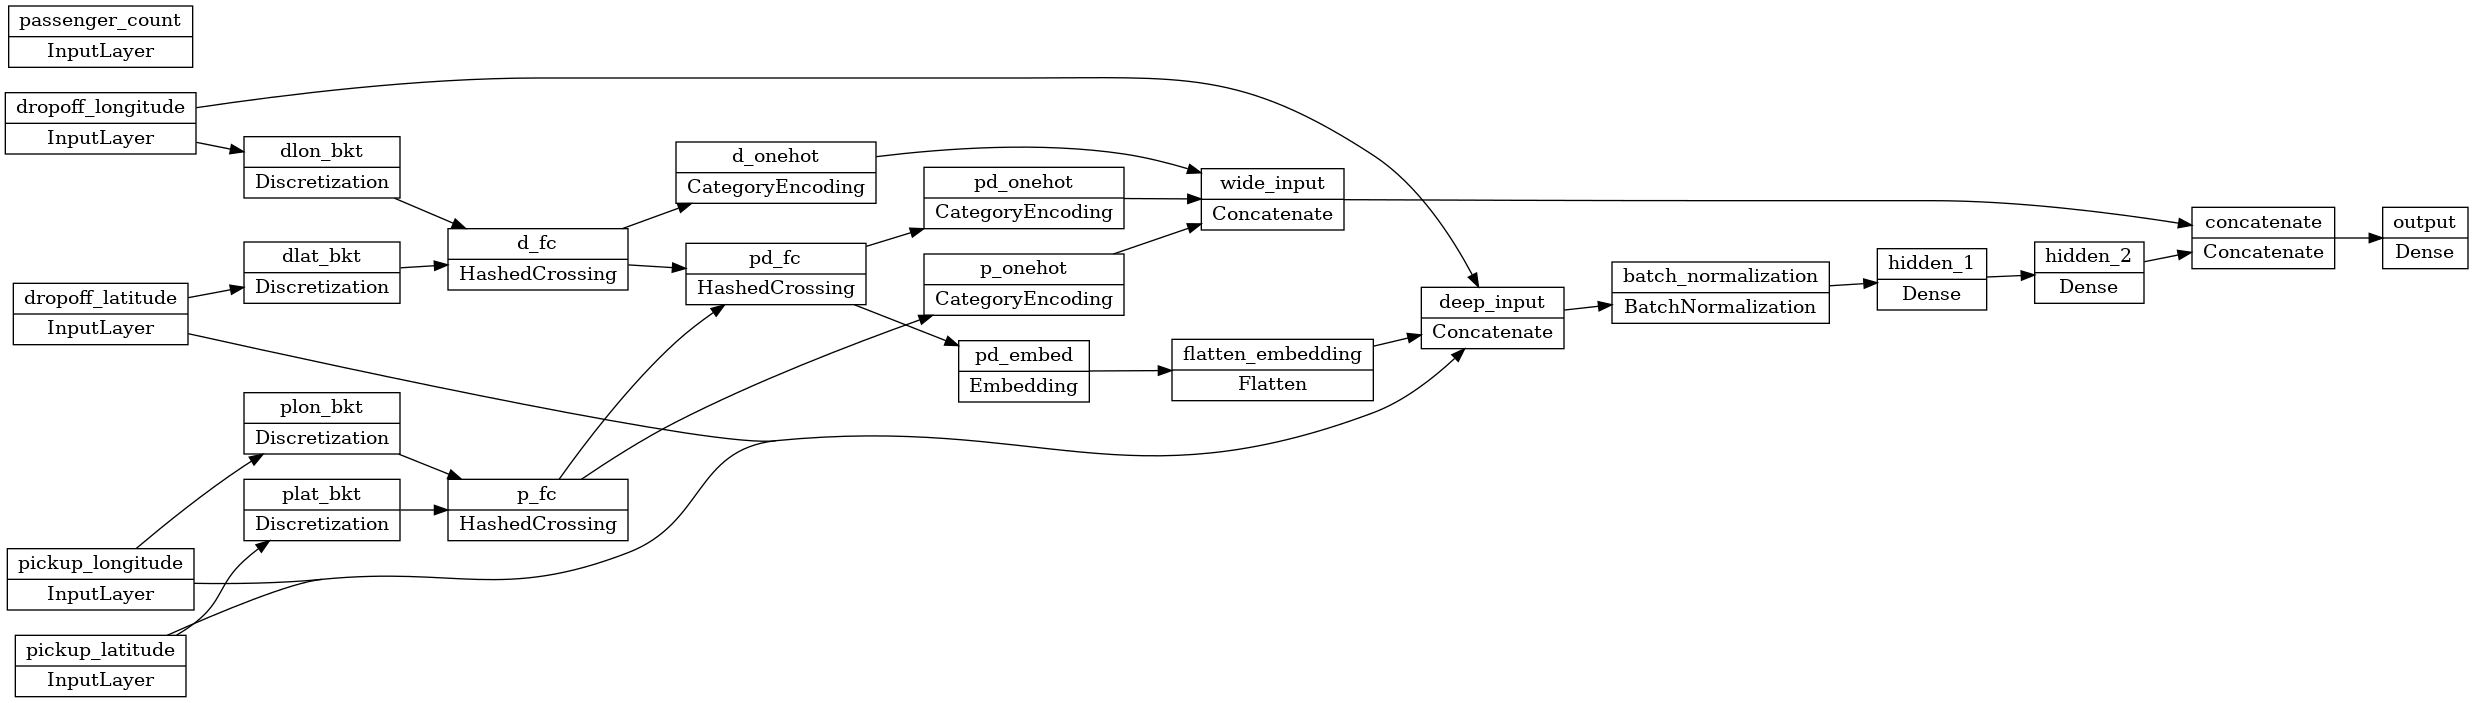 passenger_count
InputLayer
dropoff_longitude
InputLayer
dlon_bkt
Discretization
dropoff_latitude
InputLayer
dlat_bkt
Discretization
d_fc
HashedCrossing
d_onehot
CategoryEncoding
pd_fc
HashedCrossing
pd_onehot
CategoryEncoding
p_onehot
CategoryEncoding
wide_input
Concatenate
pd_embed
Embedding
flatten_embedding
Flatten
deep_input
Concatenate
batch_normalization
BatchNormalization
hidden_1
Dense
hidden_2
Dense
concatenate
Concatenate
output
Dense
plon_bkt
Discretization
plat_bkt
Discretization
p_fc
HashedCrossing
pickup_longitude
InputLayer
pickup_latitude
InputLayer